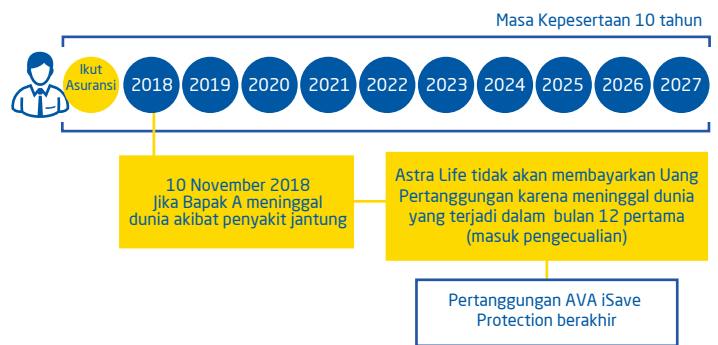 Masa Kepesertaan 10 tahun
Ikut
Asuransi
2018
2019
2020
2021
2022
2023
2024
2025
2026
2027
10 November 2018
Jika Bapak A meninggal
dunia akibat penyakit jantung
Astra Life tidak akan membayarkan Uang
Pertanggungan karena meninggal dunia
yang terjadi dalam bulan 12 pertama
(masuk pengecualian)
Pertanggungan AVA iSave
Protection berakhir